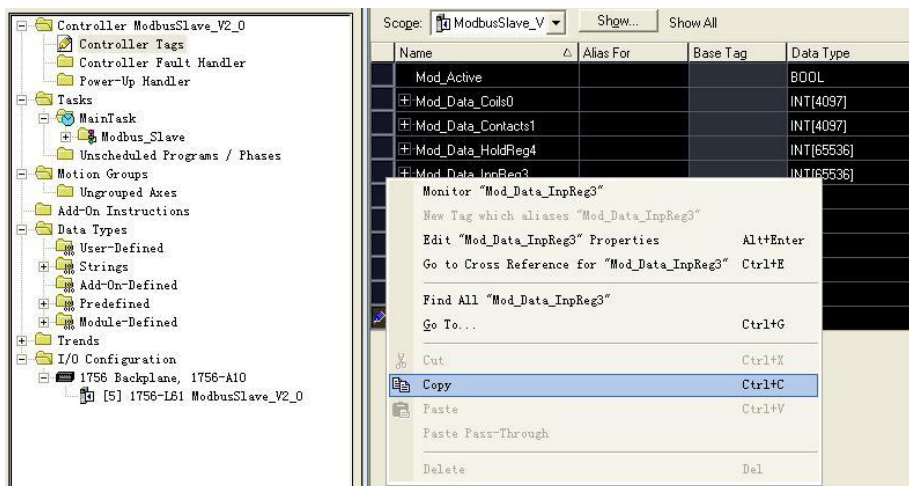 Controller ModbusSlave_V2_0
Controller Tags
Controller Fault Handler
Power-Up Handler
Tasks
MainTask
Modbus_Slave
Unscheduled Programs / Phases
Motion Groups
Ungrouped Axes
Add-On Instructions
Data Types
User-Defined
Strings
Add-On-Defined
Predefined
Module-Defined
Trends
I/O Configuration
1756 Backplane, 1756-A10
[5] 1756-L61 ModbusSlave_V2_0
Scope: ModbusSlave_V Show... Show All
Name Alias For Base Tag Data Type
Mod_Active BOOL
Mod_Data_Coils0 INT[4097]
Mod_Data_Contacts1 INT[4097]
Mod_Data_HoldReg4 INT[65536]
Mod_Data_InpReg3 INT[65536]
Monitor "Mod_Data_InpReg3"
New Tag which aliases "Mod_Data_InpReg3"
Edit "Mod_Data_InpReg3" Properties Alt+Enter
Go to Cross Reference for "Mod_Data_InpReg3" Ctrl+E
Find All "Mod_Data_InpReg3"
Go To... Ctrl+G
Cut Ctrl+X
Copy Ctrl+C
Paste Ctrl+V
Paste Pass-Through
Delete Del